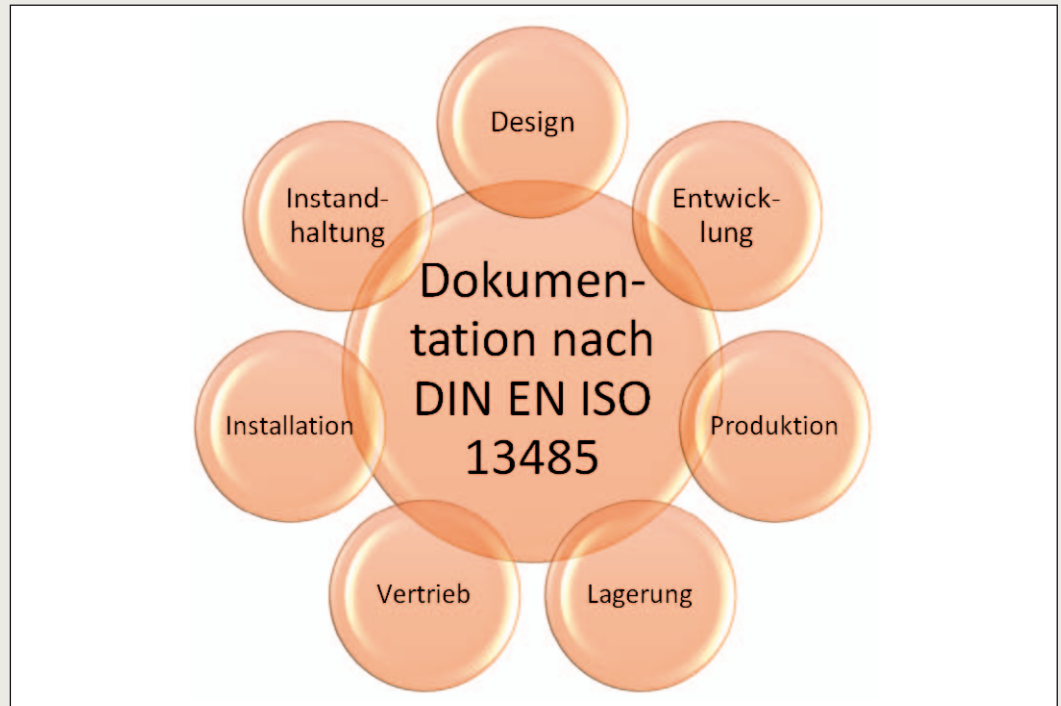 Design
Entwick-
lung
Produktion
Lagerung
Vertrieb
Installation
Instand-
haltung
Dokumen-
tation nach
DIN EN ISO
13485